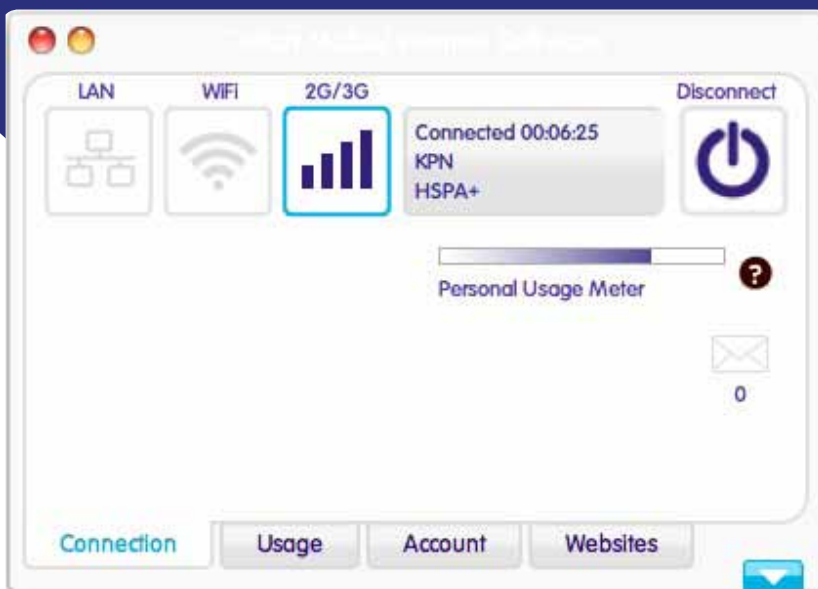 LAN WiFi 2G/3G Disconnect
Connected 00:06:25
KPN
HSPA+
?
Personal Usage Meter
0
Connection Usage Account Websites